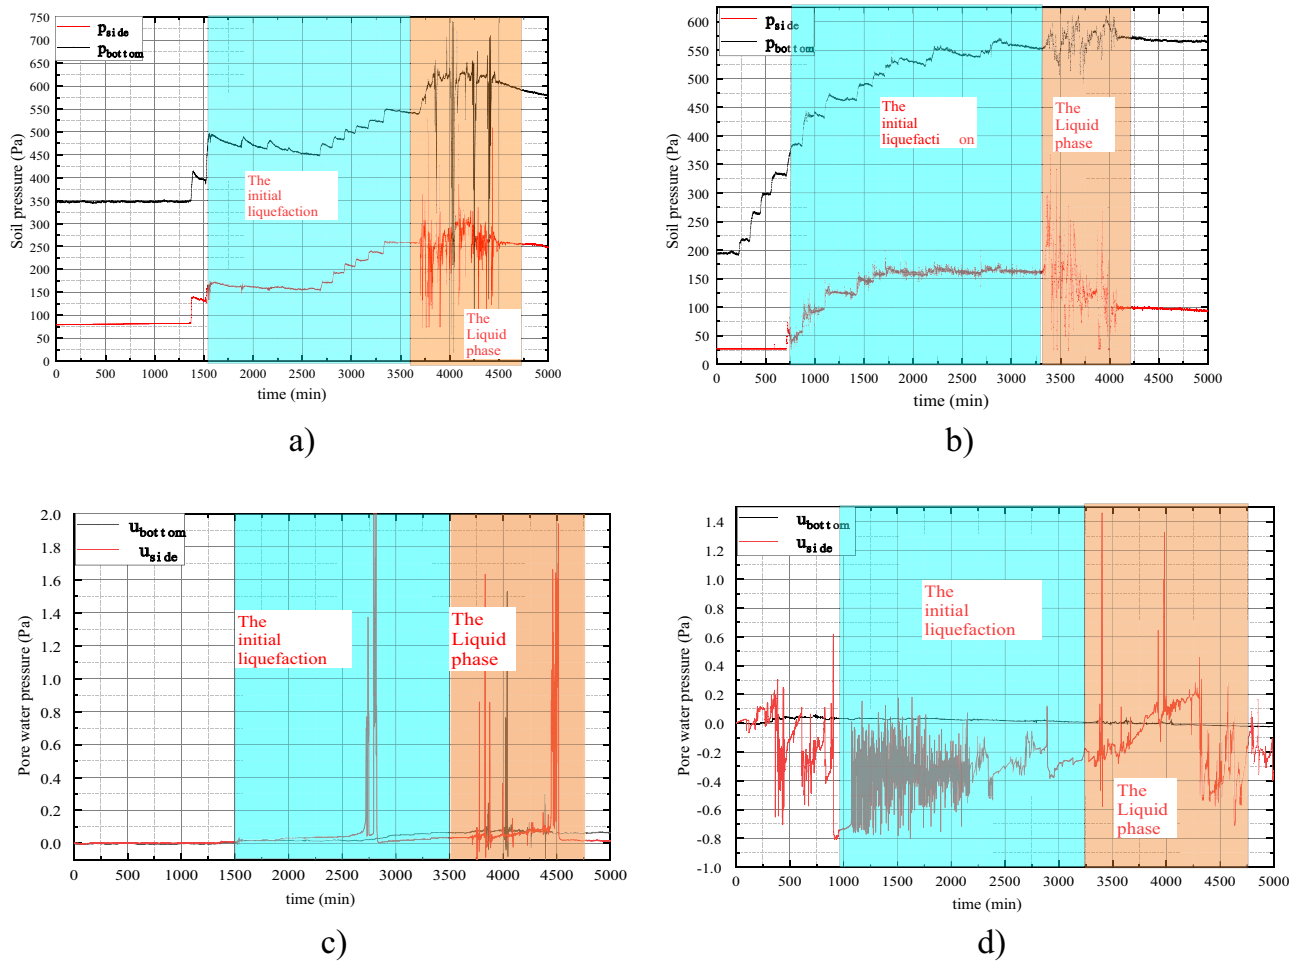 750
700
650
600
550
500
450
400
350
300
250
200
150
100
50
0
Soil pressure (Pa)
p_side
p_bottom
The
initial
liquefaction
The
Liquid
phase
0 500 1000 1500 2000 2500 3000 3500 4000 4500 5000
time (min)
a)
600
550
500
450
400
350
300
250
200
150
100
50
0
Soil pressure (Pa)
p_side
p_bottom
The
initial
liquefacti on
The
Liquid
phase
0 500 1000 1500 2000 2500 3000 3500 4000 4500 5000
time (min)
b)
2.0
1.8
1.6
1.4
1.2
1.0
0.8
0.6
0.4
0.2
0.0
Pore water pressure (Pa)
u_bottom
u_side
The
initial
liquefaction
The
Liquid
phase
0 500 1000 1500 2000 2500 3000 3500 4000 4500 5000
time (min)
c)
1.4
1.2
1.0
0.8
0.6
0.4
0.2
0.0
-0.2
-0.4
-0.6
-0.8
-1.0
Pore water pressure (Pa)
u_bottom
u_side
The
initial
liquefaction
The
Liquid
phase
0 500 1000 1500 2000 2500 3000 3500 4000 4500 5000
time (min)
d)